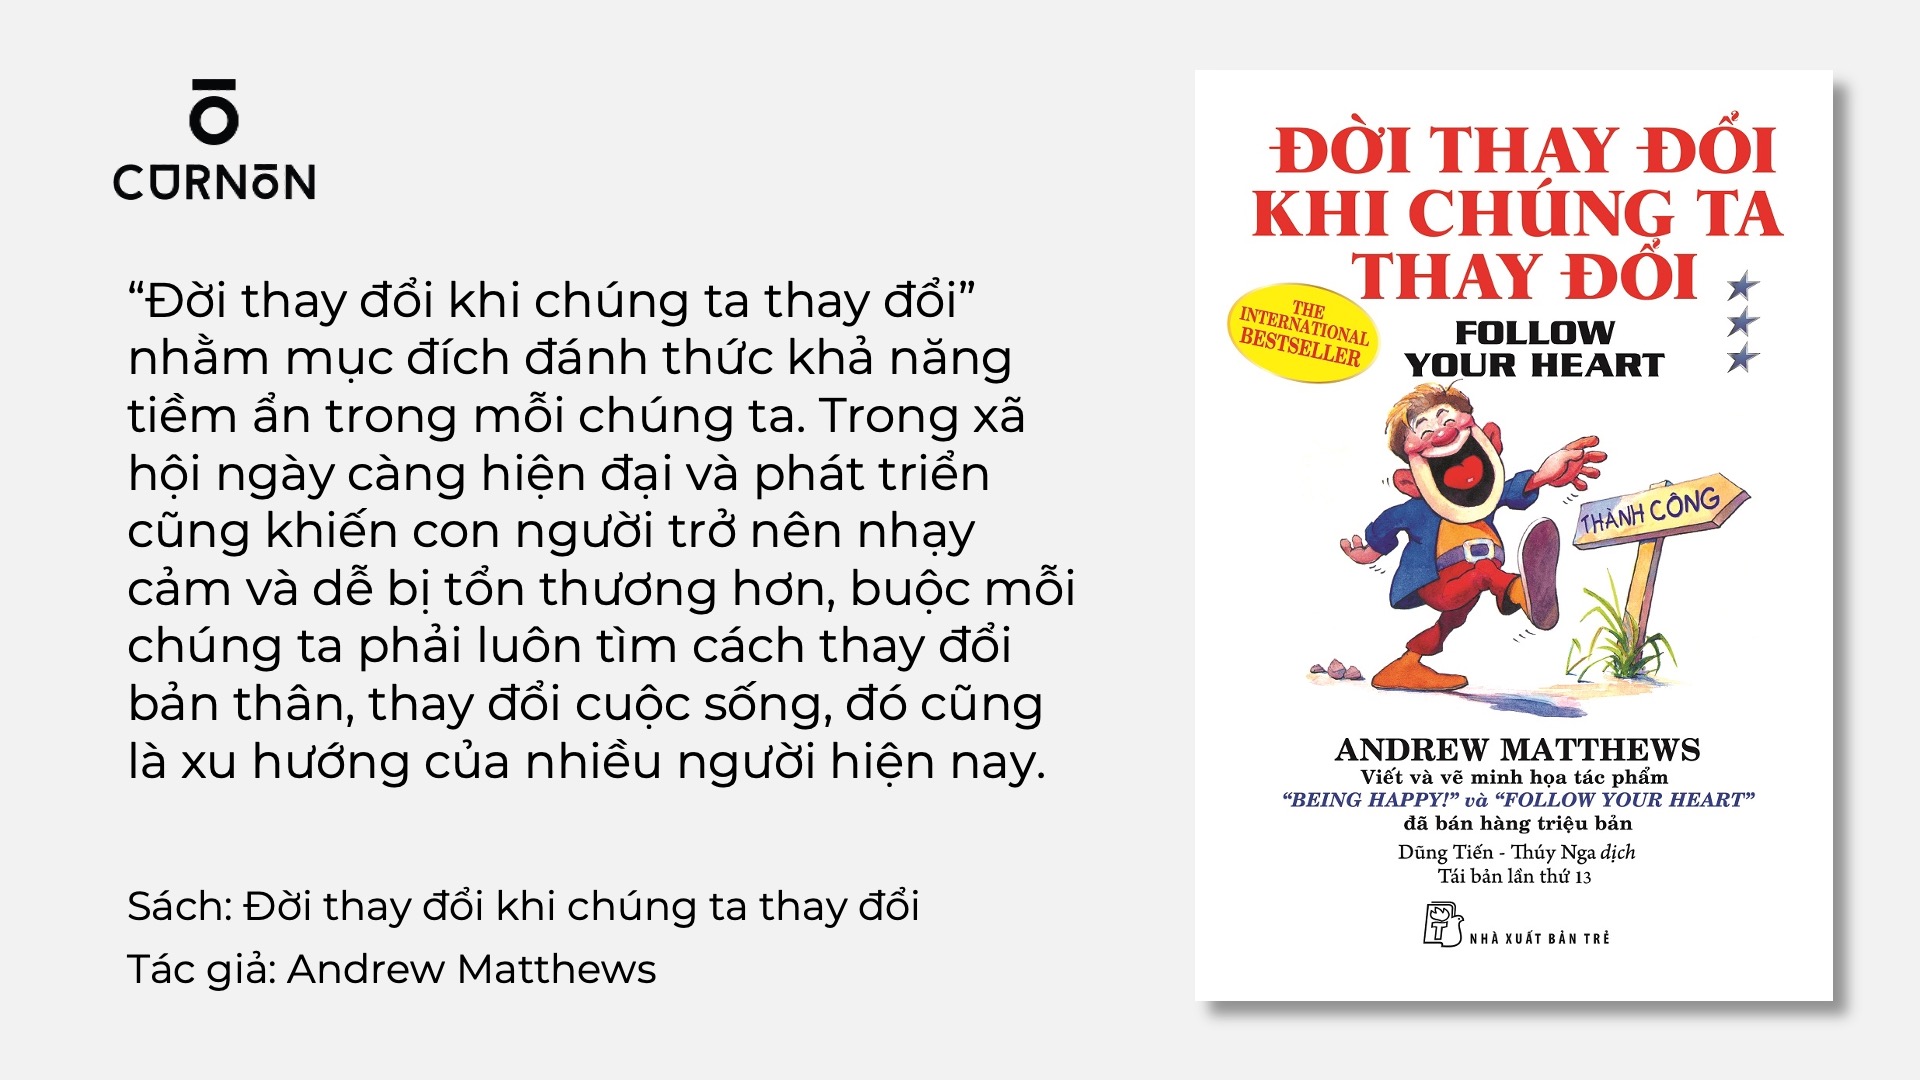 CURNON
“Đời thay đổi khi chúng ta thay đổi”
nhằm mục đích đánh thức khả năng
tiềm ẩn trong mỗi chúng ta. Trong xã
hội ngày càng hiện đại và phát triển
cũng khiến con người trở nên nhạy
cảm và dễ bị tổn thương hơn, buộc mỗi
chúng ta phải luôn tìm cách thay đổi
bản thân, thay đổi cuộc sống, đó cũng
là xu hướng của nhiều người hiện nay.
Sách: Đời thay đổi khi chúng ta thay đổi
Tác giả: Andrew Matthews
ĐỜI THAY ĐỔI
KHI CHÚNG TA
THAY ĐỔI
THE
INTERNATIONAL
BESTSELLER
FOLLOW
YOUR HEART
THÀNH CÔNG
ANDREW MATTHEWS
Viết và vẽ minh họa tác phẩm
“BEING HAPPY!” và “FOLLOW YOUR HEART”
đã bán hàng triệu bản
Dũng Tiến - Thúy Nga dịch
Tái bản lần thứ 13
NHÀ XUẤT BẢN TRẺ